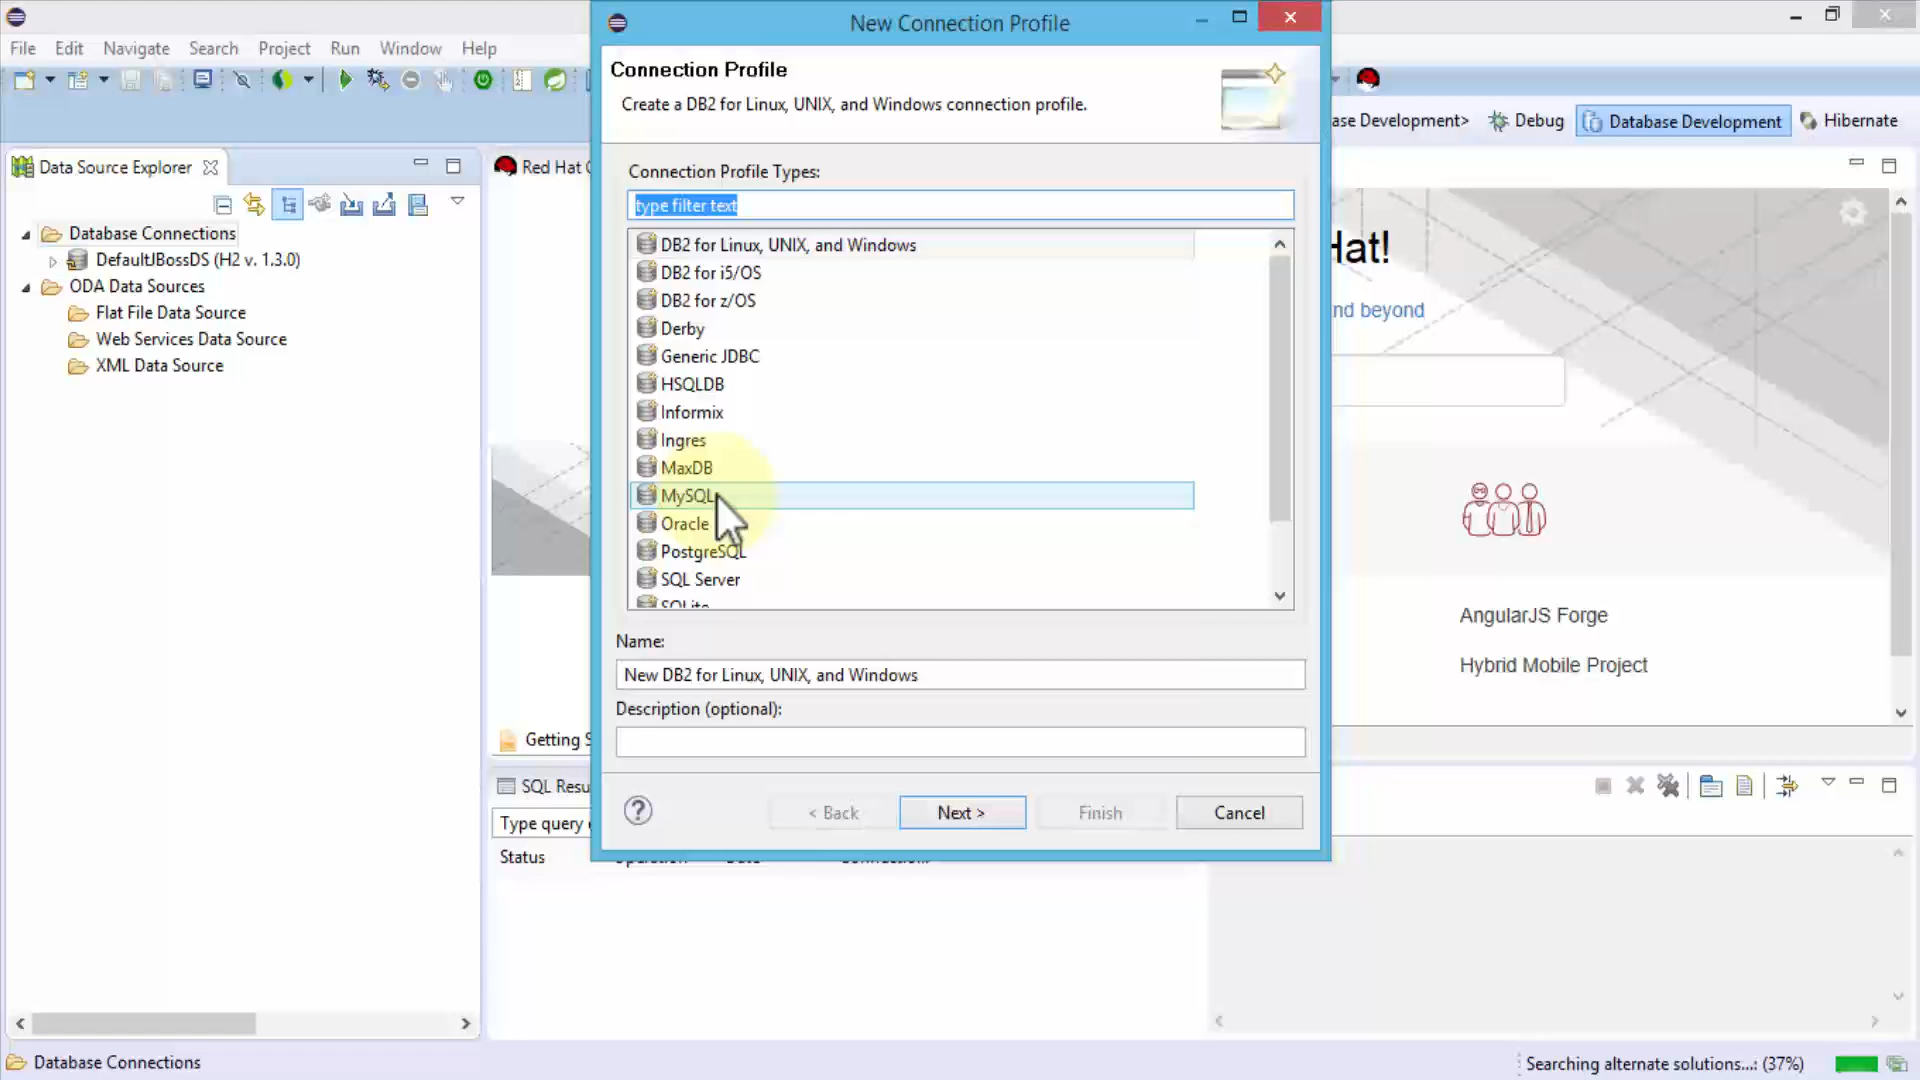 New Connection Profile
File Edit Navigate Search Project Run Window Help
Connection Profile
Create a DB2 for Linux, UNIX, and Windows connection profile.
ase Development> Debug Database Development Hibernate
Data Source Explorer
Red Hat C
Connection Profile Types:
type filter text
Database Connections
DefaultJBossDS (H2 v. 1.3.0)
ODA Data Sources
Flat File Data Source
Web Services Data Source
XML Data Source
DB2 for Linux, UNIX, and Windows
DB2 for i5/OS
DB2 for z/OS
Derby
Generic JDBC
HSQLDB
Informix
Ingres
MaxDB
MySQL
Oracle
PostgreSQL
SQL Server
SQLite
Hat!
nd beyond
AngularJS Forge
Hybrid Mobile Project
Name:
New DB2 for Linux, UNIX, and Windows
Description (optional):
Getting S
< Back Next > Finish Cancel
SQL Resu
Type query
Status Operation Date Connection...
Database Connections
Searching alternate solutions...: (37%)